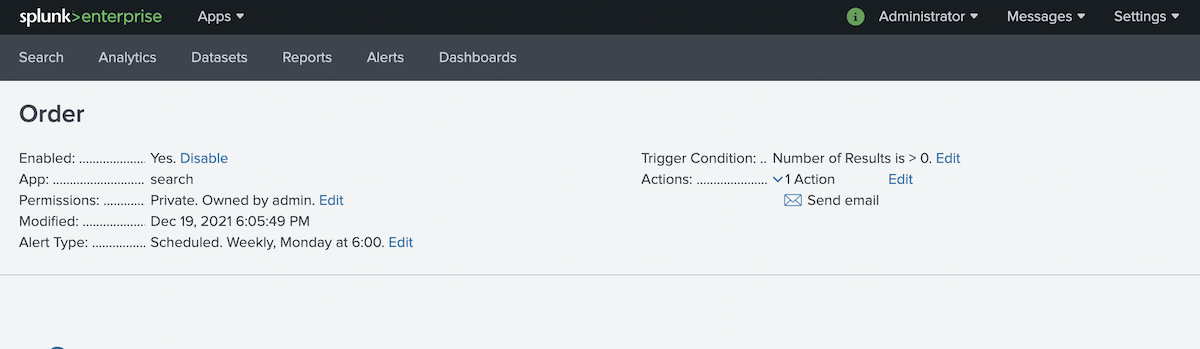 splunk>enterprise Apps Administrator Messages Settings
Search Analytics Datasets Reports Alerts Dashboards
Order
Enabled: ................... Yes. Disable
App: ........................... search
Permissions: ............ Private. Owned by admin. Edit
Modified: .................. Dec 19, 2021 6:05:49 PM
Alert Type: ................ Scheduled. Weekly, Monday at 6:00. Edit
Trigger Condition: .. Number of Results is > 0. Edit
Actions: ..................... 1 Action Edit
Send email